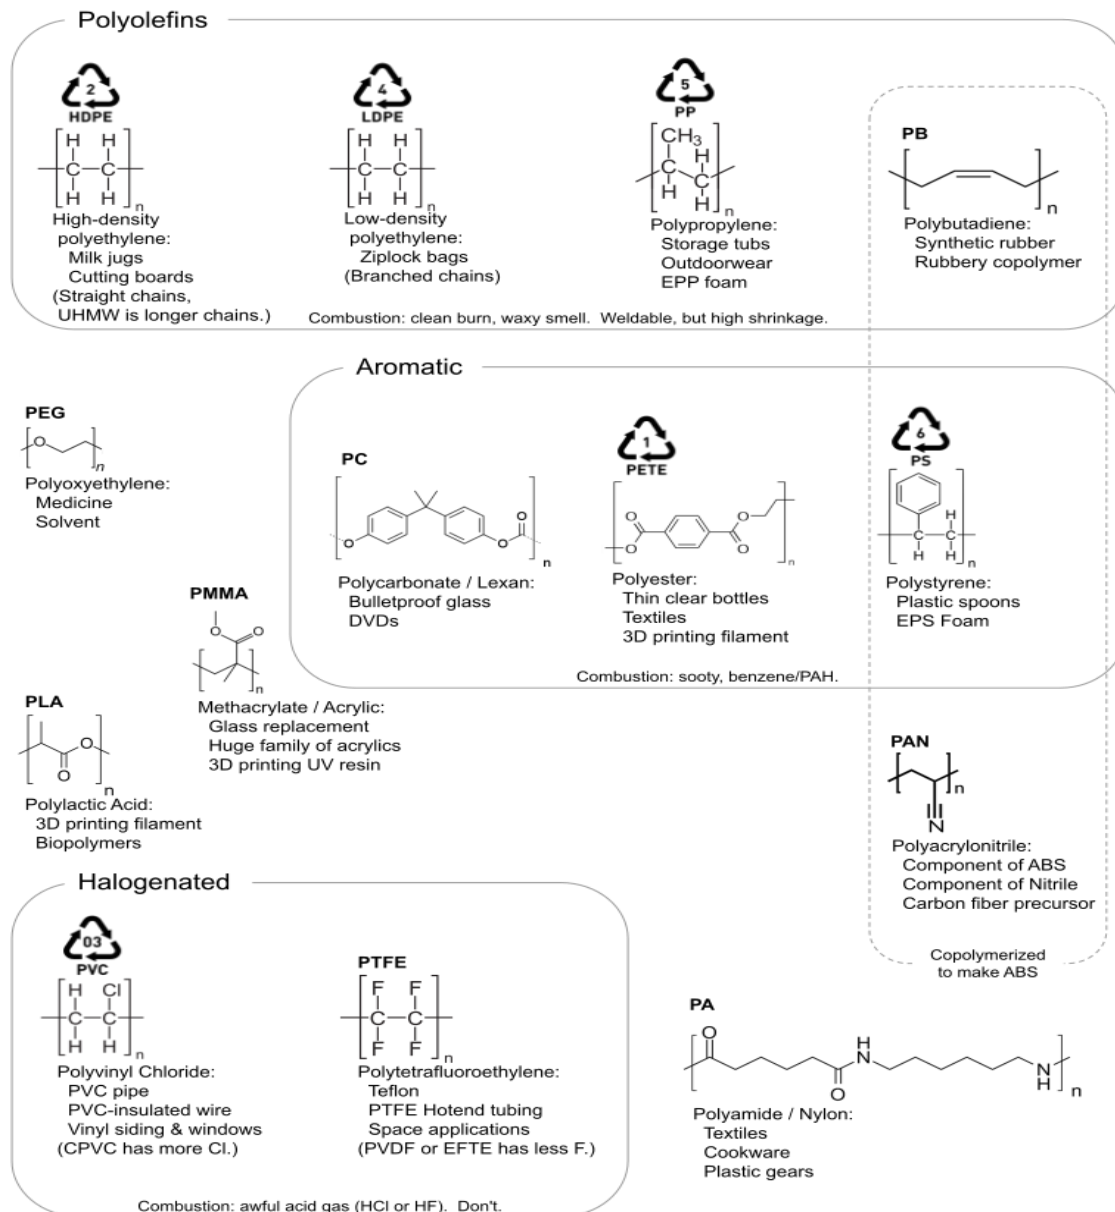 Polyolefins
2
HDPE
H H
C C
H H
n
High-density
polyethylene:
Milk jugs
Cutting boards
(Straight chains,
UHMW is longer chains.)
4
LDPE
H H
C C
H H
n
Low-density
polyethylene:
Ziplock bags
(Branched chains)
5
PP
CH3
H
C
C
H
H
n
Polypropylene:
Storage tubs
Outdoorwear
EPP foam
PB
n
Polybutadiene:
Synthetic rubber
Rubbery copolymer
Combustion: clean burn, waxy smell.  Weldable, but high shrinkage.
Aromatic
PEG
O
n
Polyoxyethylene:
Medicine
Solvent
PC
O
O
O
n
Polycarbonate / Lexan:
Bulletproof glass
DVDs
1
PETE
O
O
O
O
n
Polyester:
Thin clear bottles
Textiles
3D printing filament
6
PS
H
C C
H H
n
Polystyrene:
Plastic spoons
EPS Foam
Combustion: sooty, benzene/PAH.
PMMA
O
O
n
Methacrylate / Acrylic:
Glass replacement
Huge family of acrylics
3D printing UV resin
PLA
O
O
n
Polylactic Acid:
3D printing filament
Biopolymers
PAN
n
N
Polyacrylonitrile:
Component of ABS
Component of Nitrile
Carbon fiber precursor
Copolymerized
to make ABS
Halogenated
03
PVC
H Cl
C C
H H
n
Polyvinyl Chloride:
PVC pipe
PVC-insulated wire
Vinyl siding & windows
(CPVC has more Cl.)
PTFE
F F
C C
F F
n
Polytetrafluoroethylene:
Teflon
PTFE Hotend tubing
Space applications
(PVDF or EFTE has less F.)
Combustion: awful acid gas (HCl or HF).  Don't.
PA
O
H
N
O
N
H
n
Polyamide / Nylon:
Textiles
Cookware
Plastic gears